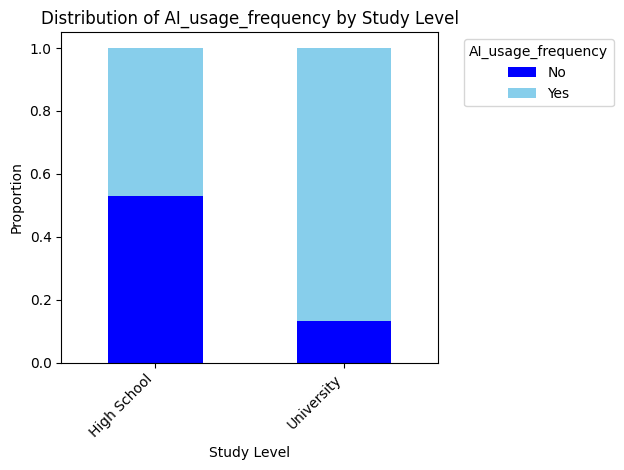 Distribution of AI_usage_frequency by Study Level
1.0
0.8
0.6
0.4
0.2
0.0
Proportion
High School
University
Study Level
AI_usage_frequency
No
Yes